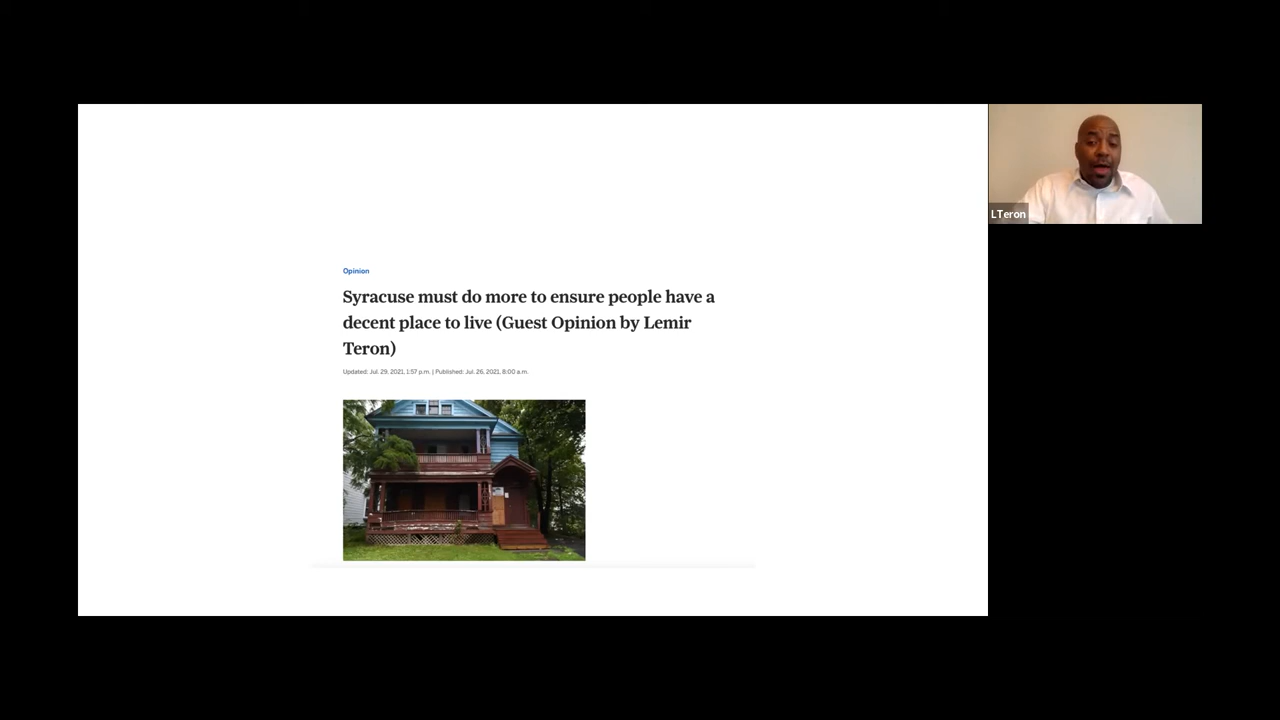 Opinion
Syracuse must do more to ensure people have a
decent place to live (Guest Opinion by Lemir
Teron)
Updated: Jul. 29, 2021, 1:57 p.m. | Published: Jul. 26, 2021, 8:00 a.m.
LTeron